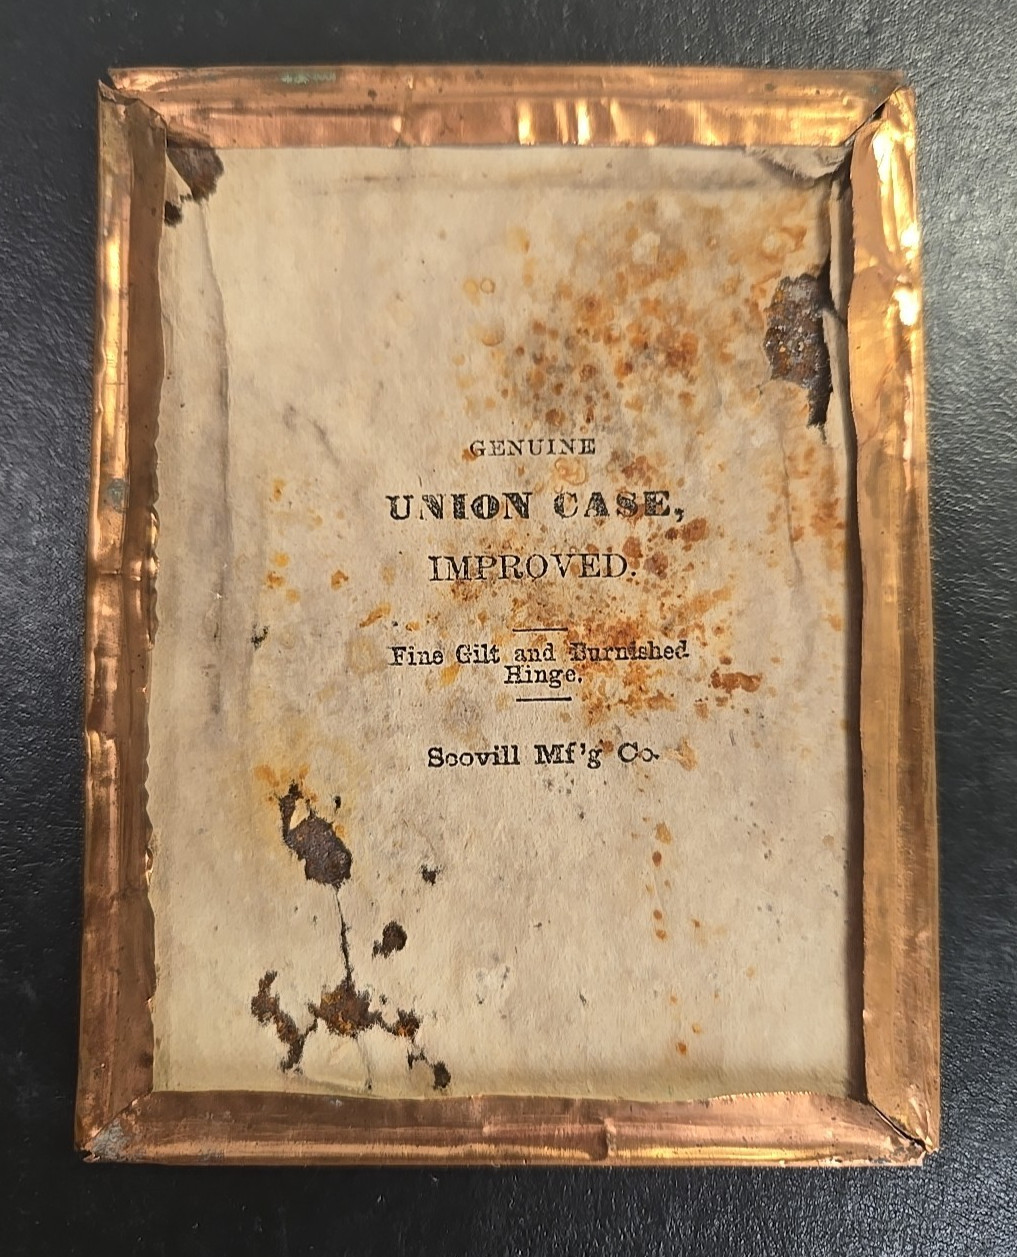 GENUINE
UNION CASE,
IMPROVED.
Fine Gilt and Burnished
Hinge.
Scovill Mf'g Co.